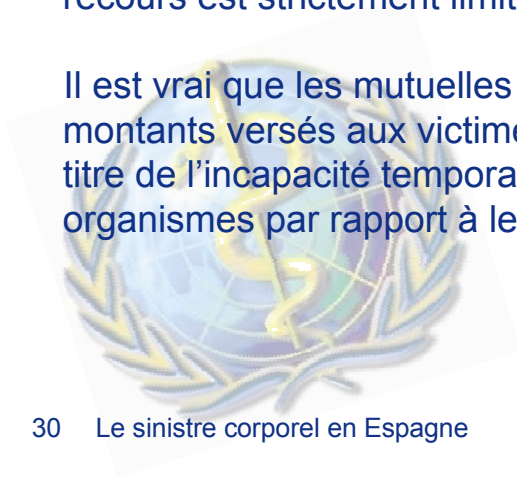 recours est strictement limit
Il est vrai que les mutuelles
montants versés aux victime
titre de l’incapacité tempora
organismes par rapport à le
30 Le sinistre corporel en Espagne